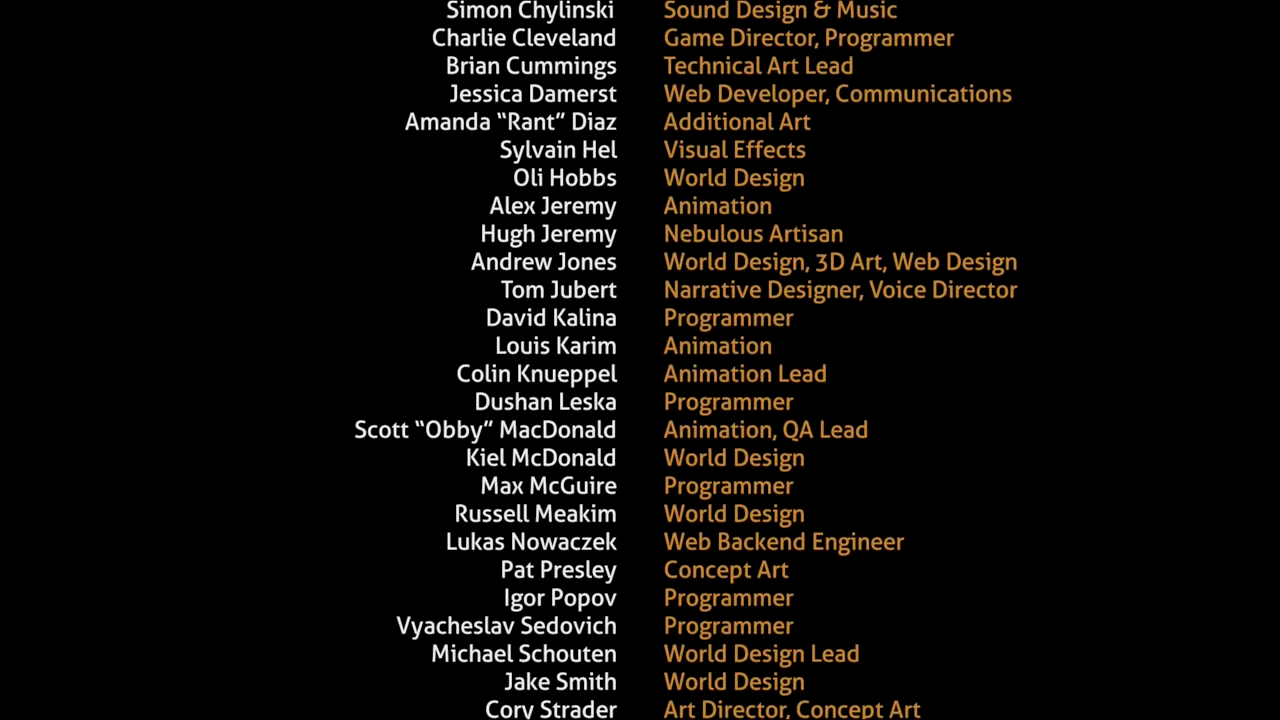 Simon Chylinski Sound Design & Music
Charlie Cleveland Game Director, Programmer
Brian Cummings Technical Art Lead
Jessica Damerst Web Developer, Communications
Amanda “Rant” Diaz Additional Art
Sylvain Hel Visual Effects
Oli Hobbs World Design
Alex Jeremy Animation
Hugh Jeremy Nebulous Artisan
Andrew Jones World Design, 3D Art, Web Design
Tom Jubert Narrative Designer, Voice Director
David Kalina Programmer
Louis Karim Animation
Colin Knueppel Animation Lead
Dushan Leska Programmer
Scott “Obby” MacDonald Animation, QA Lead
Kiel McDonald World Design
Max McGuire Programmer
Russell Meakim World Design
Lukas Nowaczek Web Backend Engineer
Pat Presley Concept Art
Igor Popov Programmer
Vyacheslav Sedovich Programmer
Michael Schouten World Design Lead
Jake Smith World Design
Cory Strader Art Director, Concept Art